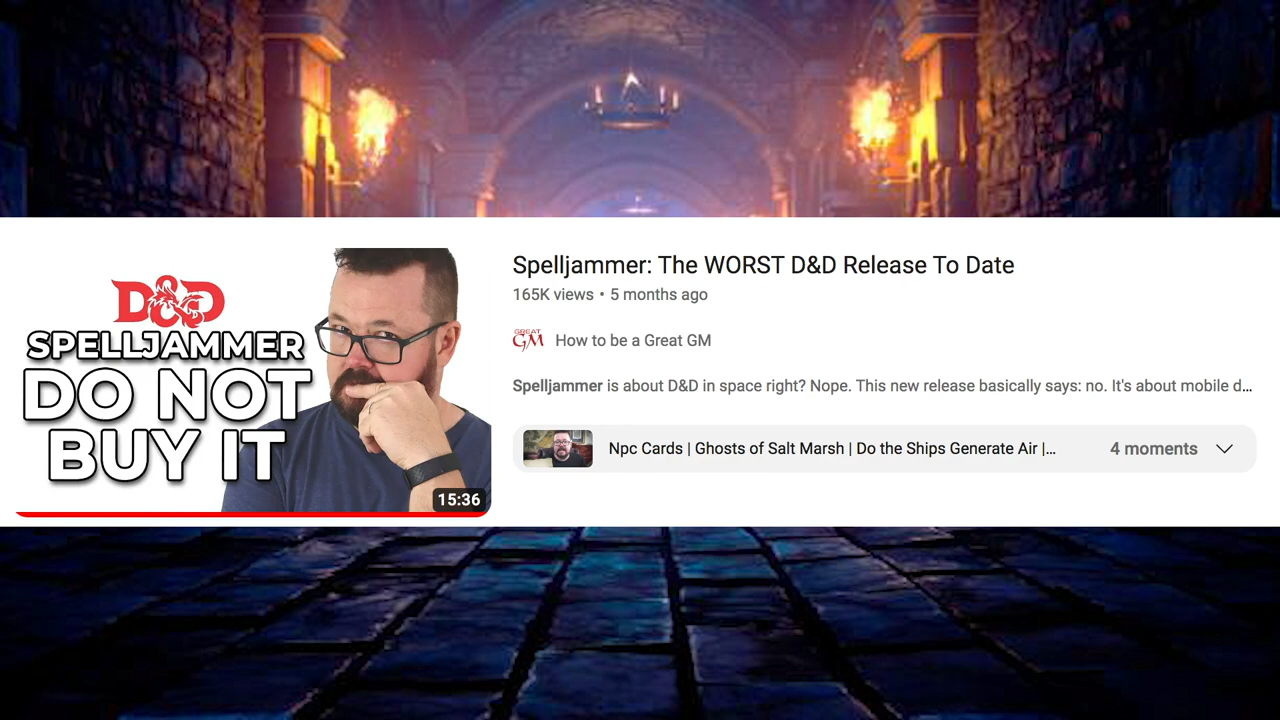 D&D
SPELLJAMMER
DO NOT
BUY IT
15:36
Spelljammer: The WORST D&D Release To Date
165K views • 5 months ago
GREAT
GM
How to be a Great GM
Spelljammer is about D&D in space right? Nope. This new release basically says: no. It's about mobile d...
Npc Cards | Ghosts of Salt Marsh | Do the Ships Generate Air |...
4 moments